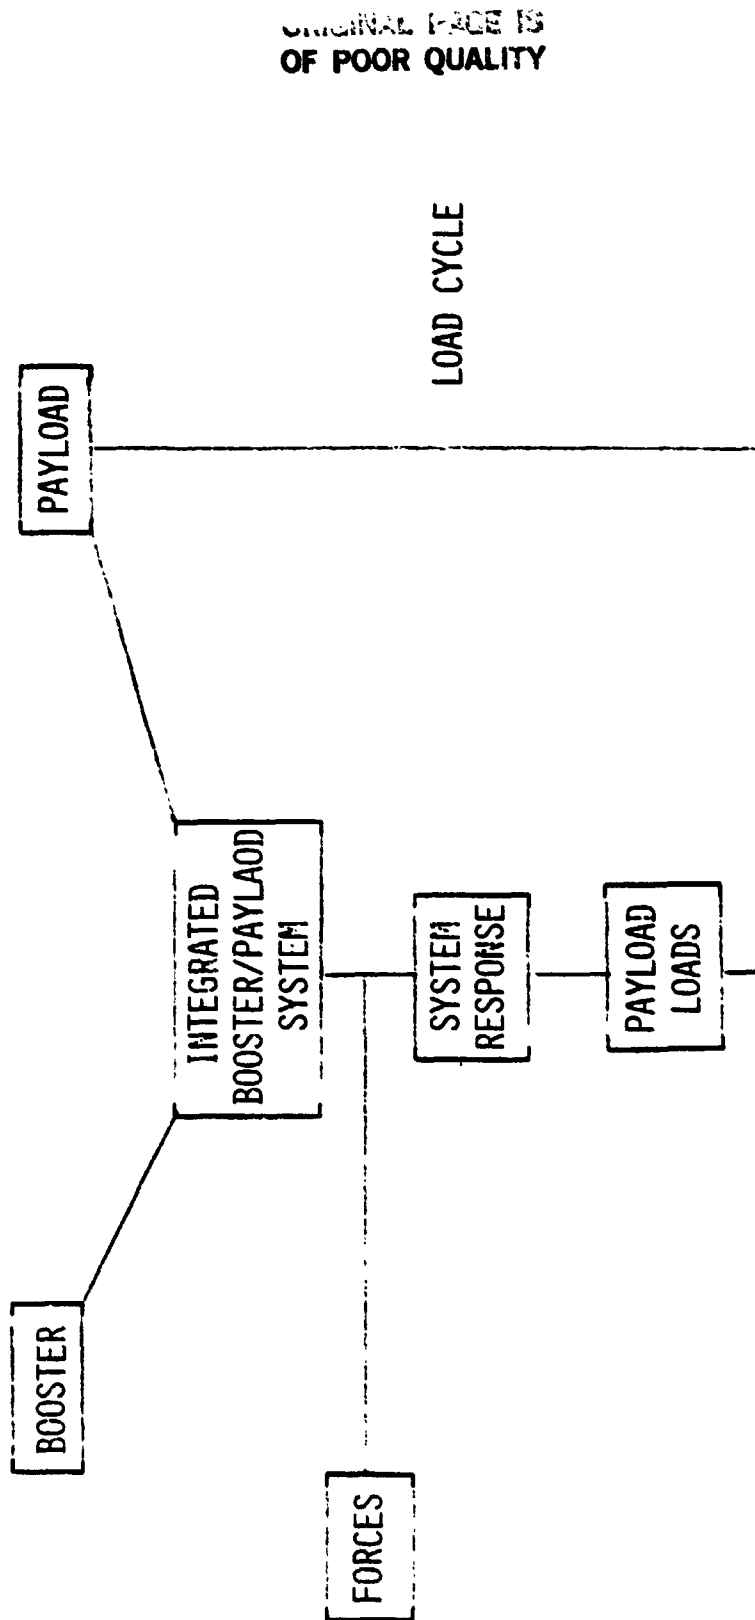 ORIGINAL PAGE IS
OF POOR QUALITY
BOOSTER
PAYLOAD
INTEGRATED
BOOSTER/PAYLAOD
SYSTEM
FORCES
SYSTEM
RESPONSE
LOAD CYCLE
PAYLOAD
LOADS